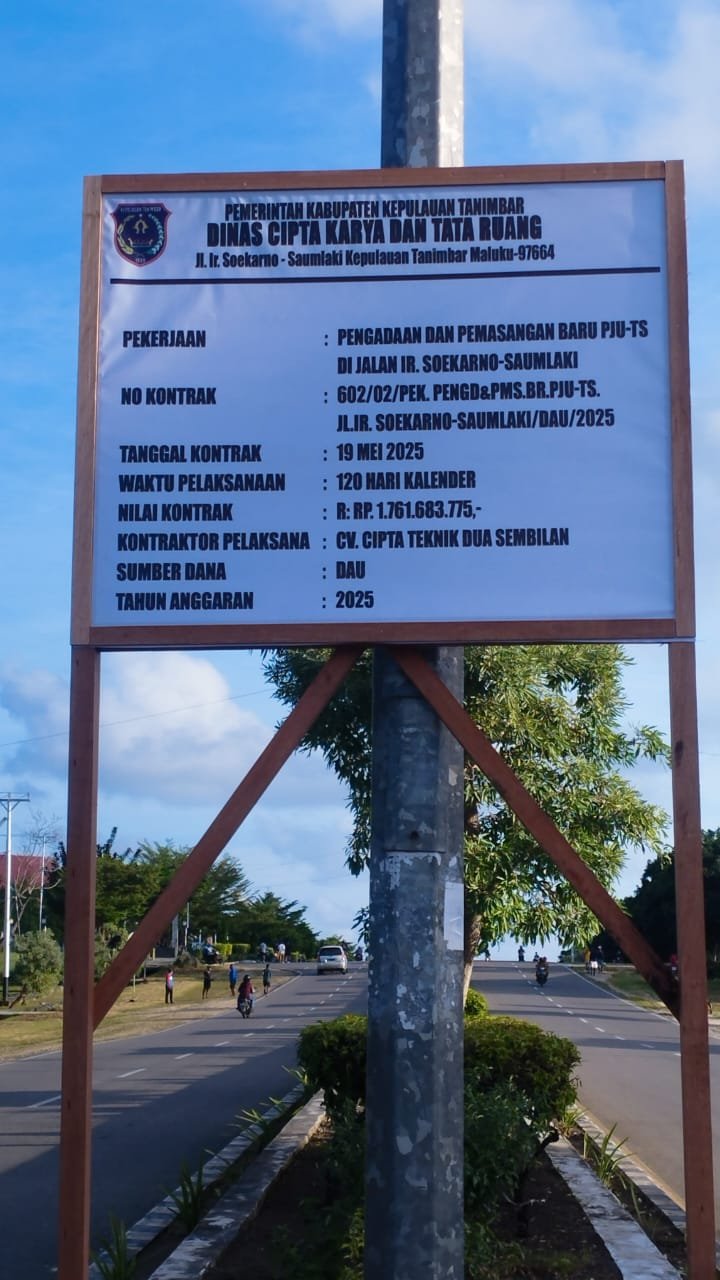 PEMERINTAH KABUPATEN KEPULAUAN TANIMBAR
DINAS CIPTA KARYA DAN TATA RUANG
Jl. Ir. Soekarno - Saumlaki Kepulauan Tanimbar Maluku-97664
PEKERJAAN : PENGADAAN DAN PEMASANGAN BARU PJU-TS
DI JALAN IR. SOEKARNO-SAUMLAKI
NO KONTRAK : 602/02/PEK. PENGD&PMS.BR.PJU-TS.
JL.IR. SOEKARNO-SAUMLAKI/DAU/2025
TANGGAL KONTRAK : 19 MEI 2025
WAKTU PELAKSANAAN : 120 HARI KALENDER
NILAI KONTRAK : R: RP. 1.761.683.775,-
KONTRAKTOR PELAKSANA : CV. CIPTA TEKNIK DUA SEMBILAN
SUMBER DANA : DAU
TAHUN ANGGARAN : 2025